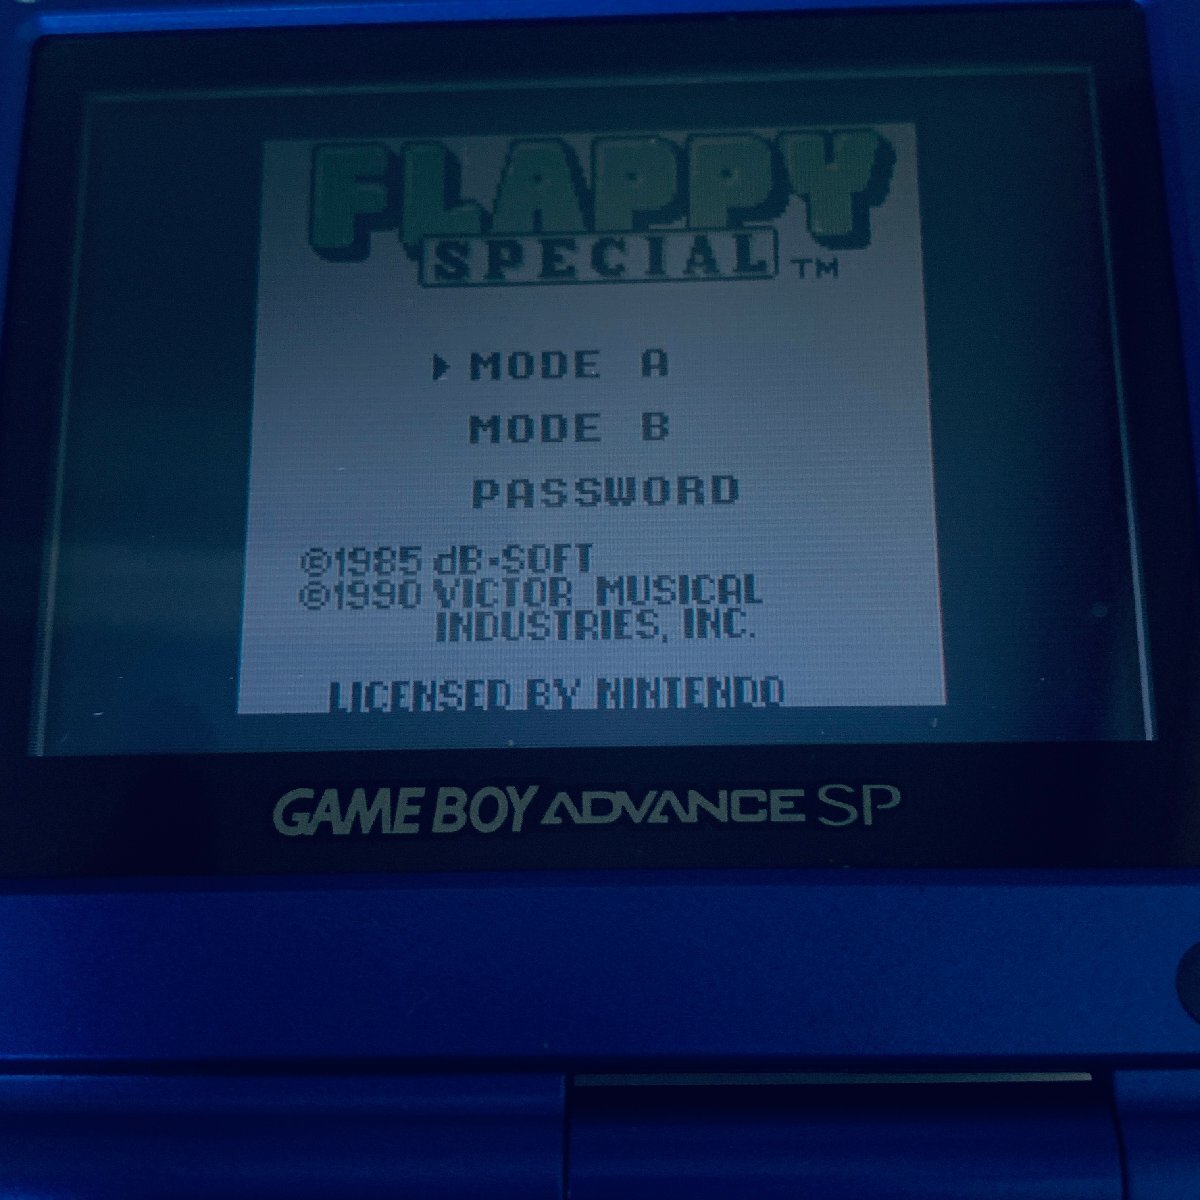 FLAPPY
SPECIAL TM
MODE A
MODE B
PASSWORD
©1985 dB-SOFT
©1990 VICTOR MUSICAL
INDUSTRIES, INC.
LICENSED BY NINTENDO
GAME BOY ADVANCE SP